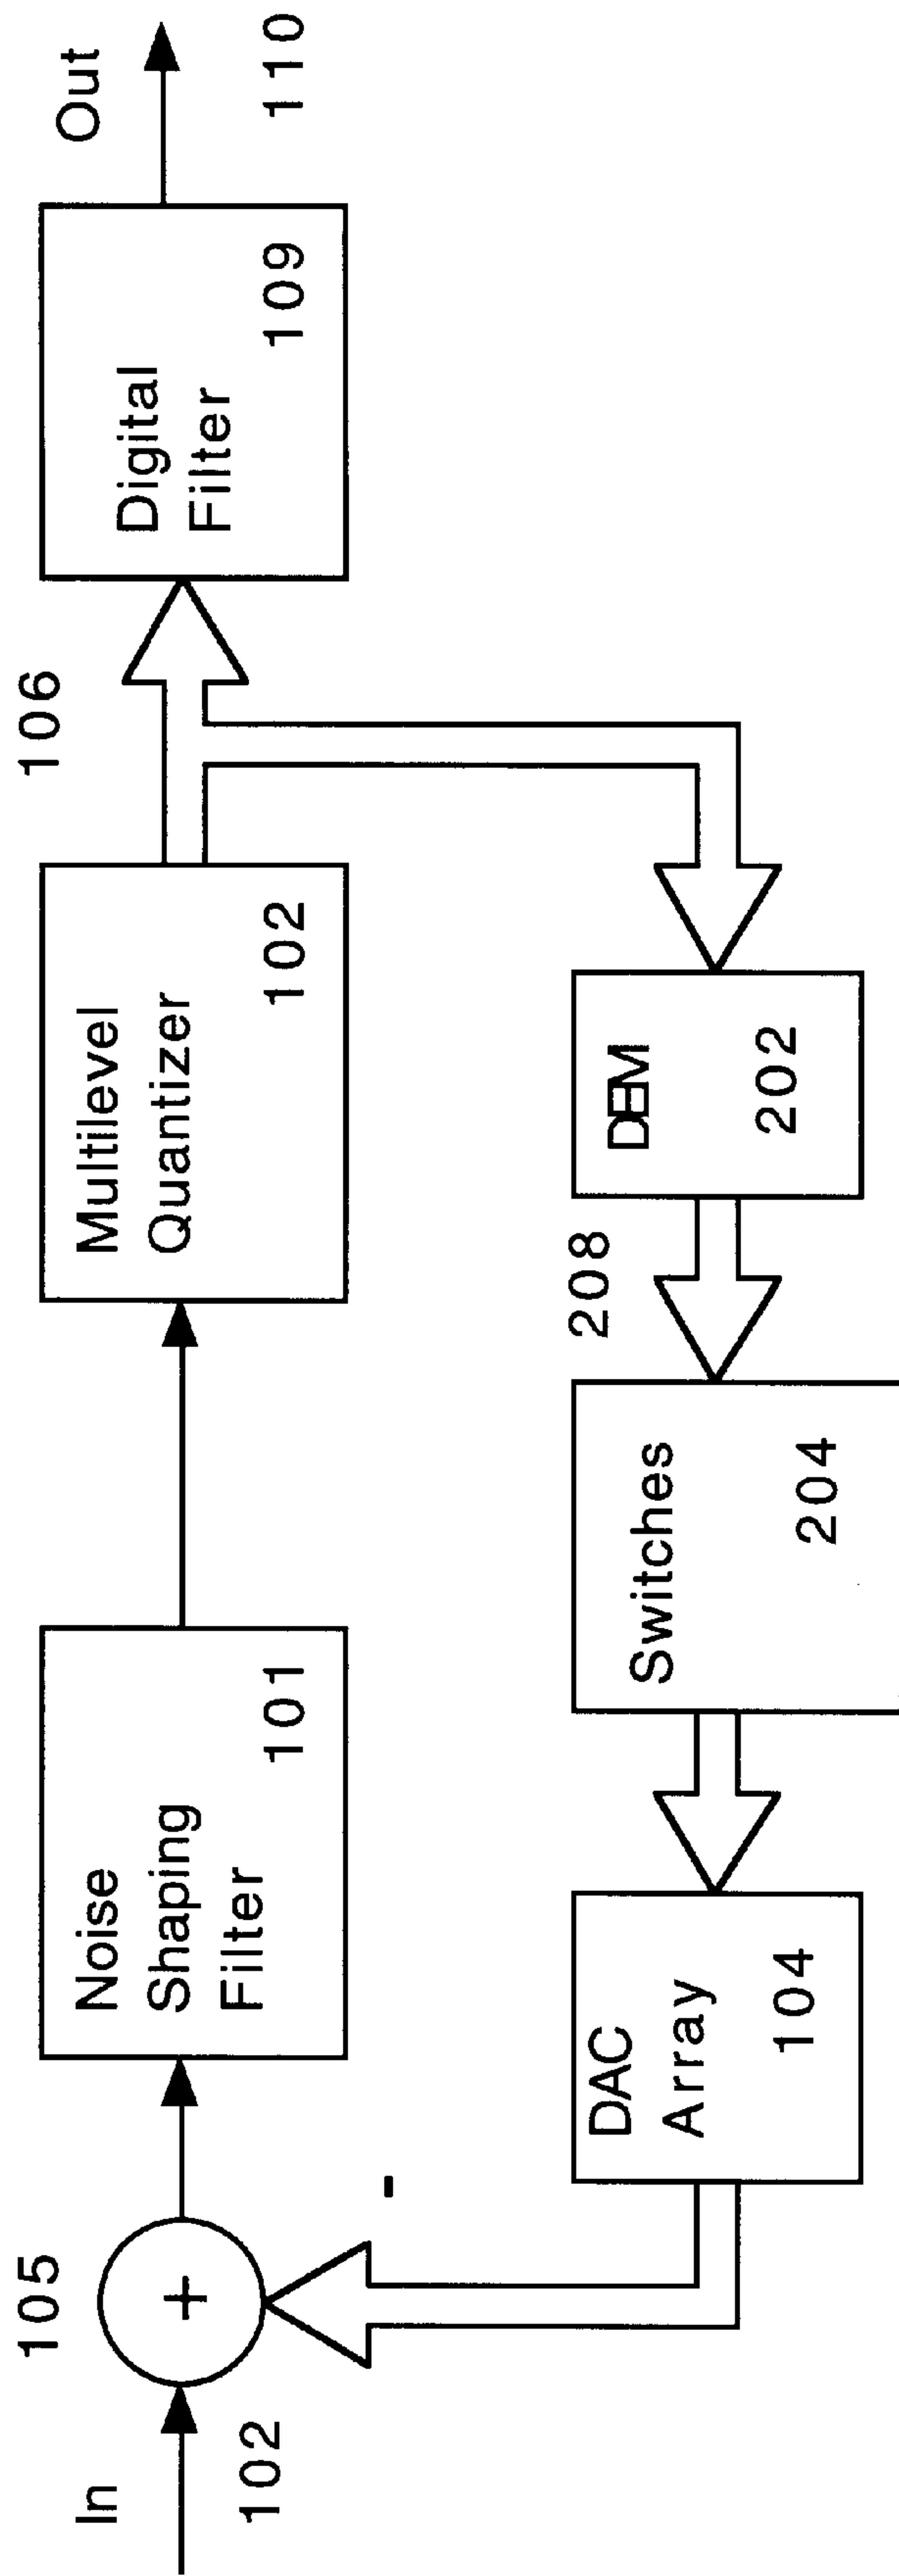 In
102
105
+
-
Noise
Shaping
Filter
101
Multilevel
Quantizer
102
106
Digital
Filter
109
Out
110
DAC
Array
104
Switches
204
208
DEM
202